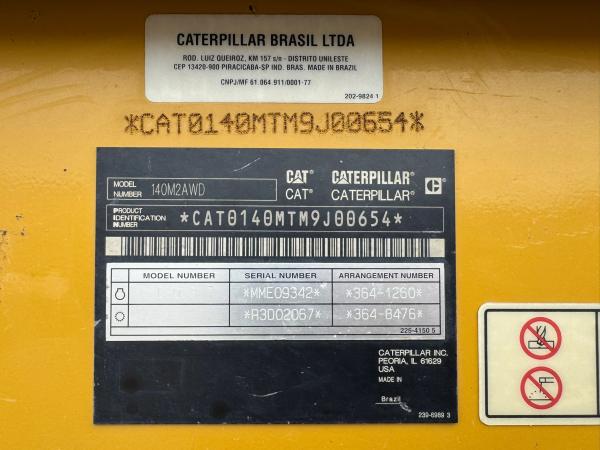 CATERPILLAR BRASIL LTDA
ROD. LUIZ QUEIROZ, KM 157 s/n - DISTRITO UNILESTE
CEP 13420-900 PIRACICABA-SP IND. BRAS. MADE IN BRAZIL
CNPJ/MF 61.064.911/0001-77
202-9824 1
*CAT0140MTM9J00654*
MODEL NUMBER 140M2AWD
CAT CATERPILLAR C
CAT® CATERPILLAR®
PRODUCT IDENTIFICATION NUMBER *CAT0140MTM9J00654*
MODEL NUMBER SERIAL NUMBER ARRANGEMENT NUMBER
*MME09342* *364-1260*
*R3D02067* *364-8476*
225-4150 5
CATERPILLAR INC.
PEORIA, IL 61629
USA
MADE IN
Brazil
239-6989 3